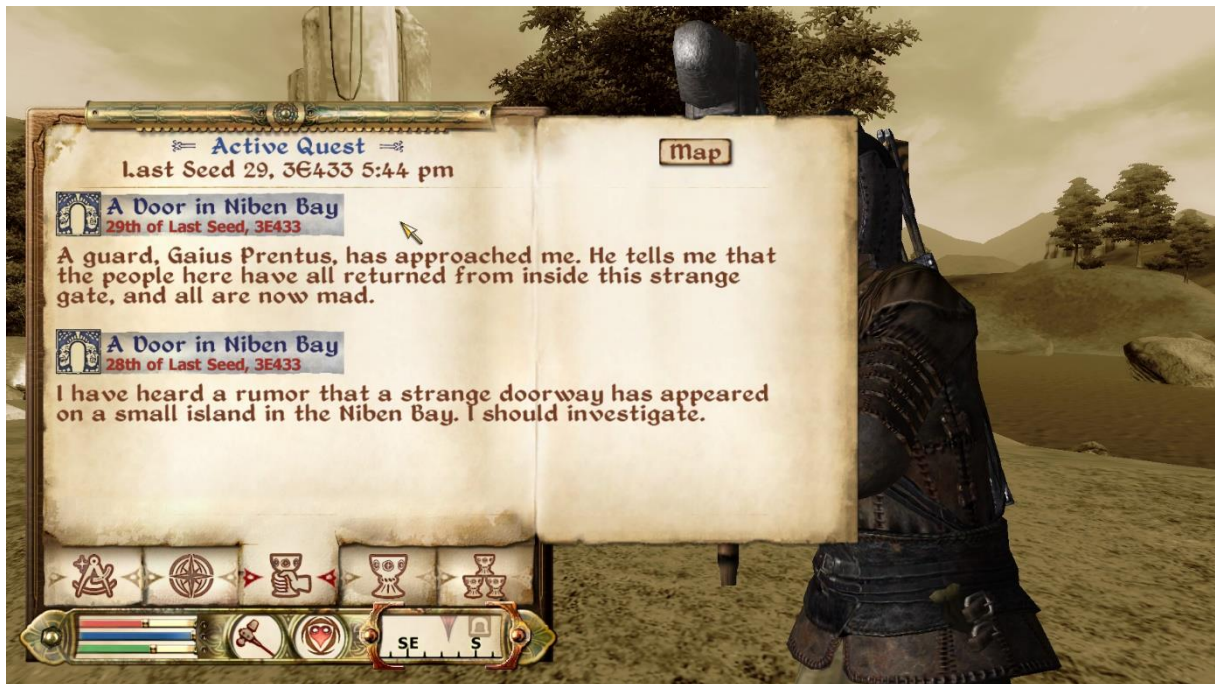 Active Quest
Map
Last Seed 29, 3E433 5:44 pm
A Door in Niben Bay
29th of Last Seed, 3E433
A guard, Gaius Prentus, has approached me. He tells me that
the people here have all returned from inside this strange
gate, and all are now mad.
A Door in Niben Bay
28th of Last Seed, 3E433
I have heard a rumor that a strange doorway has appeared
on a small island in the Niben Bay. I should investigate.
SE S